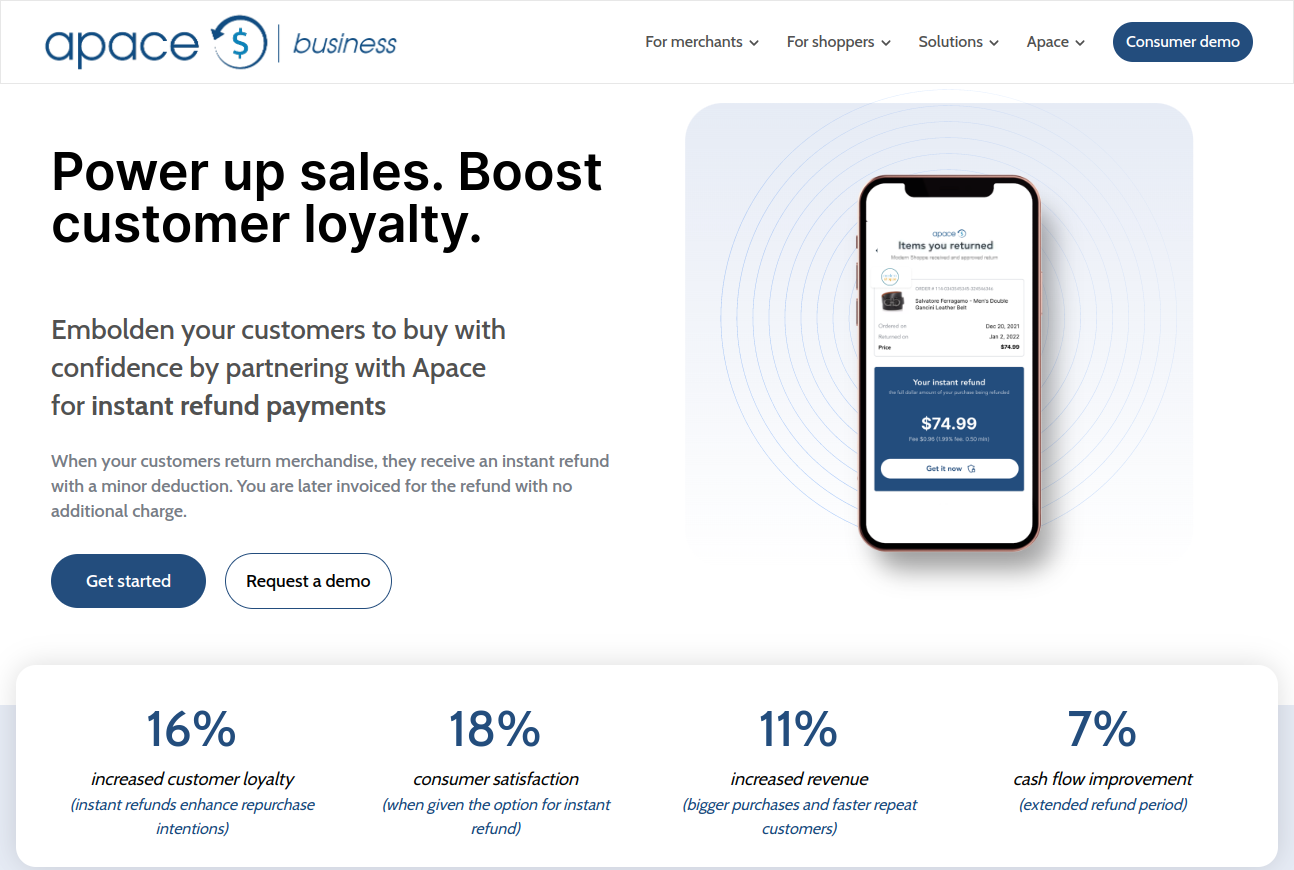 apace $ business
For merchants
For shoppers
Solutions
Apace
Consumer demo
Power up sales. Boost
customer loyalty.
Embolden your customers to buy with
confidence by partnering with Apace
for instant refund payments
When your customers return merchandise, they receive an instant refund
with a minor deduction. You are later invoiced for the refund with no
additional charge.
Get started
Request a demo
apace
Items you returned
Modern Shoppe received and approved return
Salvatore Ferragamo - Men's Double
Gancini Leather Belt
Ordered on Dec 20, 2021
Returned on Jan 2, 2022
Price $74.99
Your instant refund
the full dollar amount of your purchase being refunded
$74.99
Fee $0.96 (1.99% fee, 0.50 min)
Get it now
16%
increased customer loyalty
(instant refunds enhance repurchase
intentions)
18%
consumer satisfaction
(when given the option for instant
refund)
11%
increased revenue
(bigger purchases and faster repeat
customers)
7%
cash flow improvement
(extended refund period)